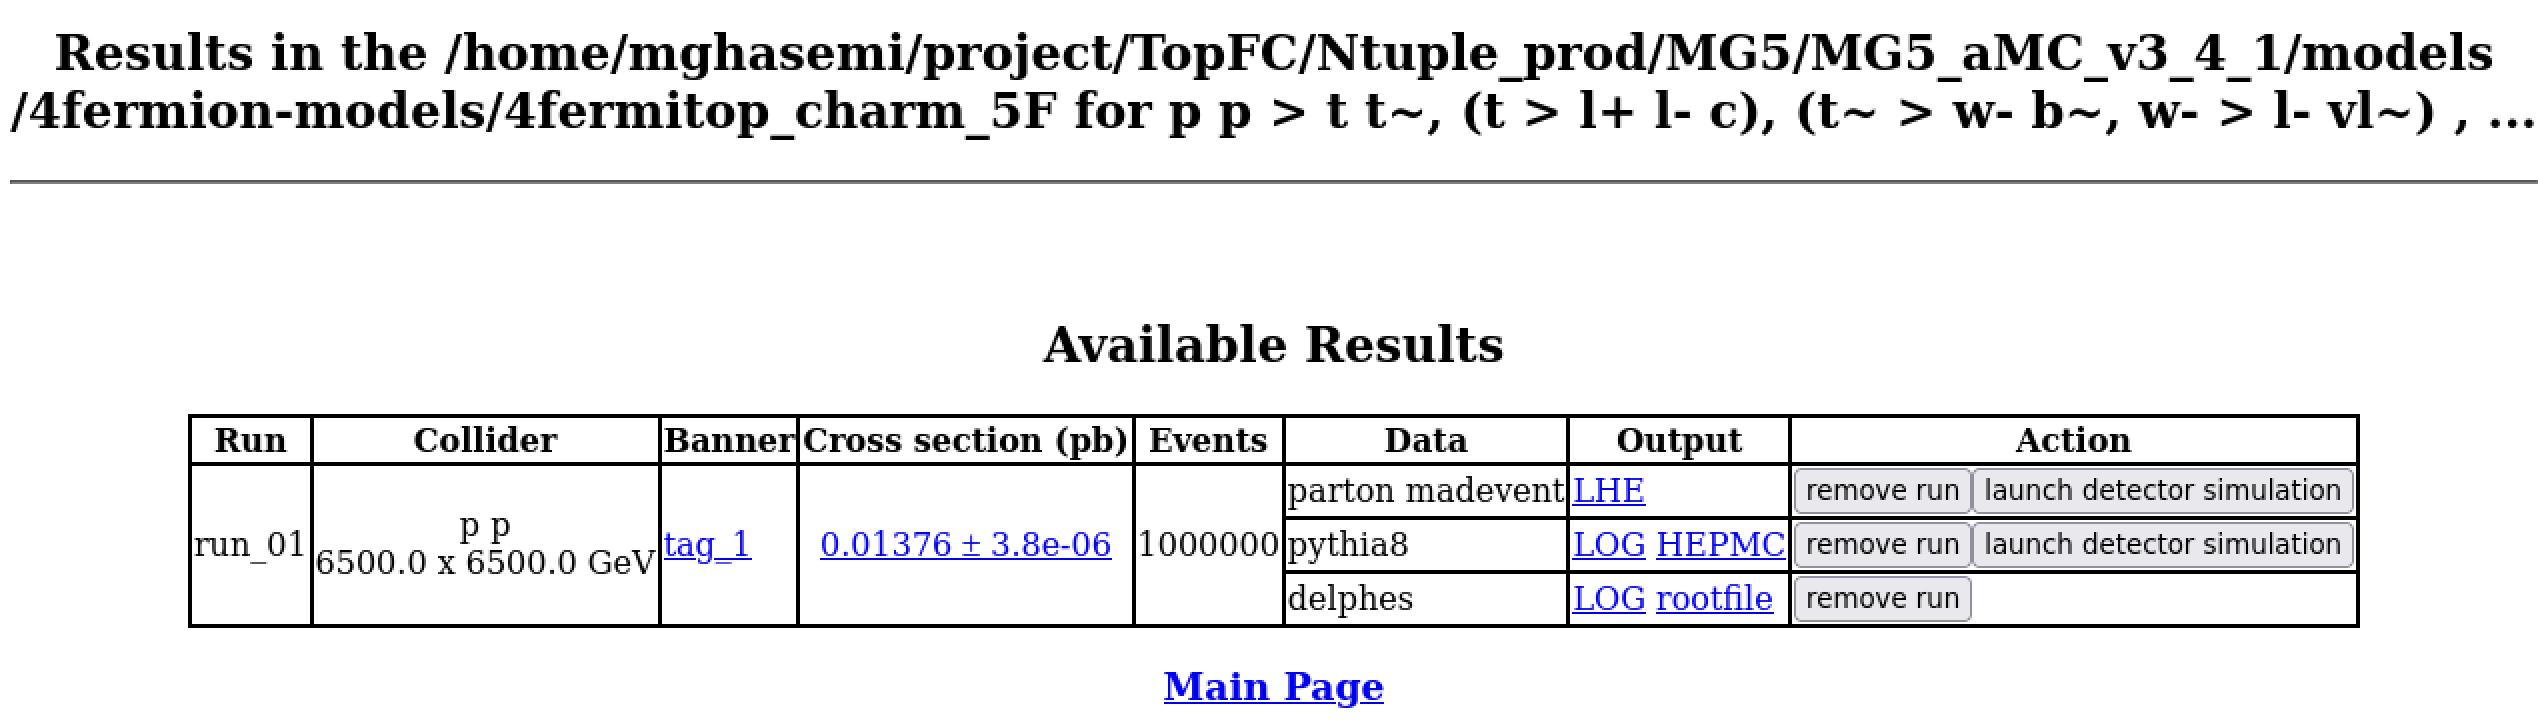 Results in the /home/mghasemi/project/TopFC/Ntuple_prod/MG5/MG5_aMC_v3_4_1/models
/4fermion-models/4fermitop_charm_5F for p p > t t~, (t > l+ l- c), (t~ > w- b~, w- > l- vl~) , ...
Available Results
Run Collider Banner Cross section (pb) Events Data Output Action
run_01 p p
6500.0 x 6500.0 GeV tag_1 0.01376 ± 3.8e-06 1000000
parton madevent LHE remove run launch detector simulation
pythia8 LOG HEPMC remove run launch detector simulation
delphes LOG rootfile remove run
Main Page